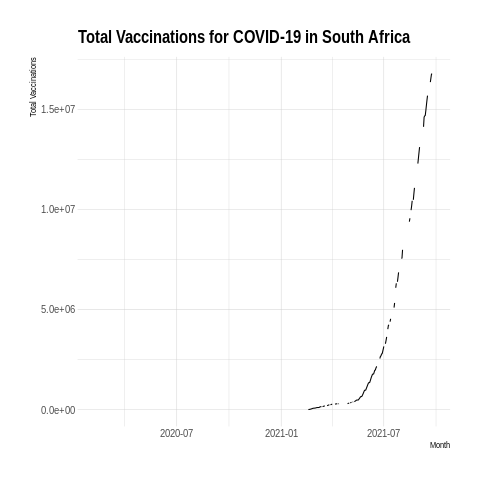 Total Vaccinations for COVID-19 in South Africa
Total Vaccinations
1.5e+07
1.0e+07
5.0e+06
0.0e+00
2020-07 2021-01 2021-07
Month